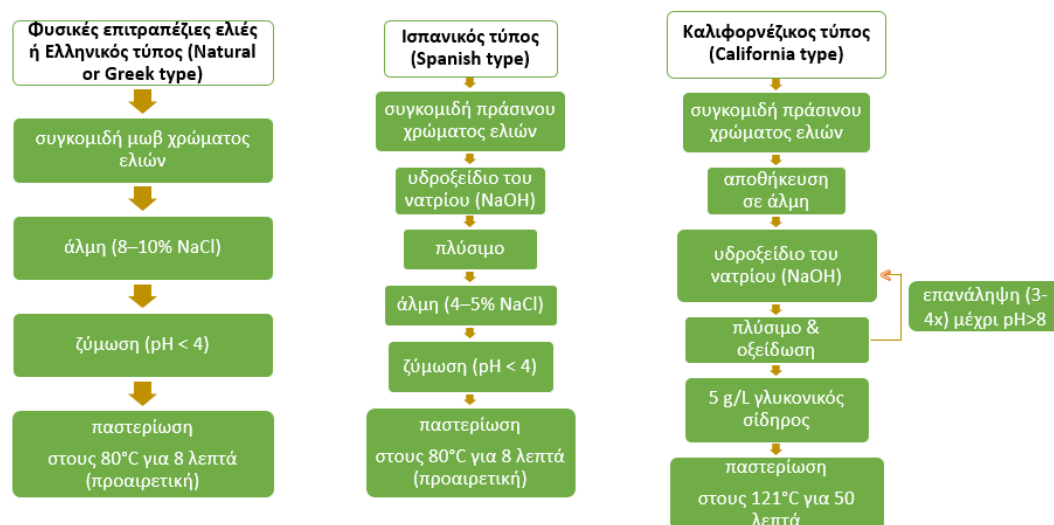 Φυσικές επιτραπέζιες ελιές
ή Ελληνικός τύπος (Natural
or Greek type)
συγκομιδή μωβ χρώματος
ελιών
άλμη (8–10% NaCl)
ζύμωση (pH < 4)
παστερίωση
στους 80°C για 8 λεπτά
(προαιρετική)
Ισπανικός τύπος
(Spanish type)
συγκομιδή πράσινου
χρώματος ελιών
υδροξείδιο του
νατρίου (NaOH)
πλύσιμο
άλμη (4–5% NaCl)
ζύμωση (pH < 4)
παστερίωση
στους 80°C για 8 λεπτά
(προαιρετική)
Καλιφορνέζικος τύπος
(California type)
συγκομιδή πράσινου
χρώματος ελιών
αποθήκευση
σε άλμη
υδροξείδιο του
νατρίου (NaOH)
επανάληψη (3-
4x) μέχρι pH>8
πλύσιμο &
οξείδωση
5 g/L γλυκονικός
σίδηρος
παστερίωση
στους 121°C για 50
λεπτά